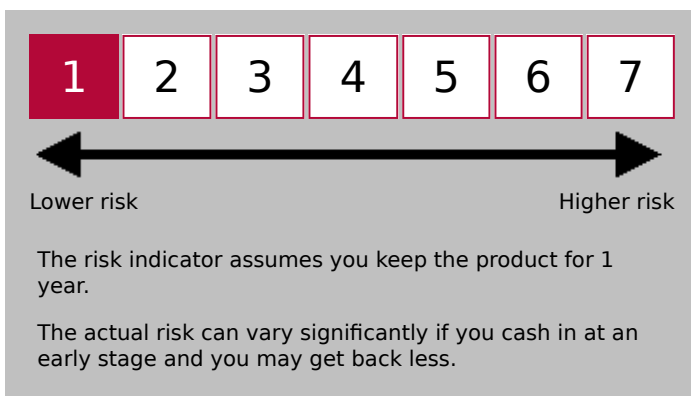 1 2 3 4 5 6 7
Lower risk Higher risk
The risk indicator assumes you keep the product for 1
year.
The actual risk can vary significantly if you cash in at an
early stage and you may get back less.